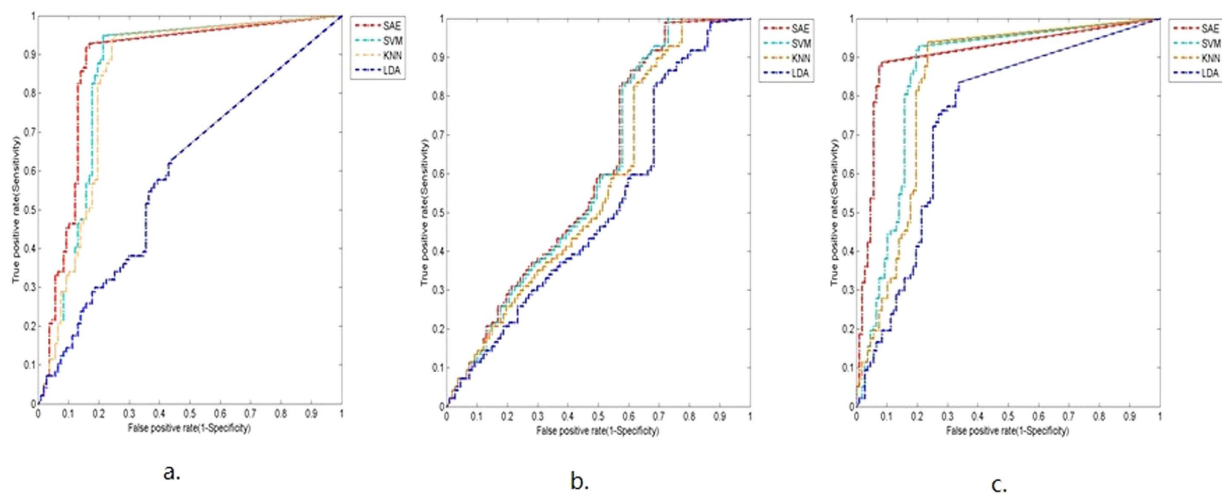 1
0.9
0.8
0.7
0.6
0.5
0.4
0.3
0.2
0.1
0
True positive rate(Sensitivity)
0 0.1 0.2 0.3 0.4 0.5 0.6 0.7 0.8 0.9 1
False positive rate(1-Specificity)
SAE
SVM
KNN
LDA
a.
1
0.9
0.8
0.7
0.6
0.5
0.4
0.3
0.2
0.1
0
True positive rate(Sensitivity)
0 0.1 0.2 0.3 0.4 0.5 0.6 0.7 0.8 0.9 1
False positive rate(1-Specificity)
SAE
SVM
KNN
LDA
b.
1
0.9
0.8
0.7
0.6
0.5
0.4
0.3
0.2
0.1
0
True positive rate(Sensitivity)
0 0.1 0.2 0.3 0.4 0.5 0.6 0.7 0.8 0.9 1
False positive rate(1-Specificity)
SAE
SVM
KNN
LDA
c.